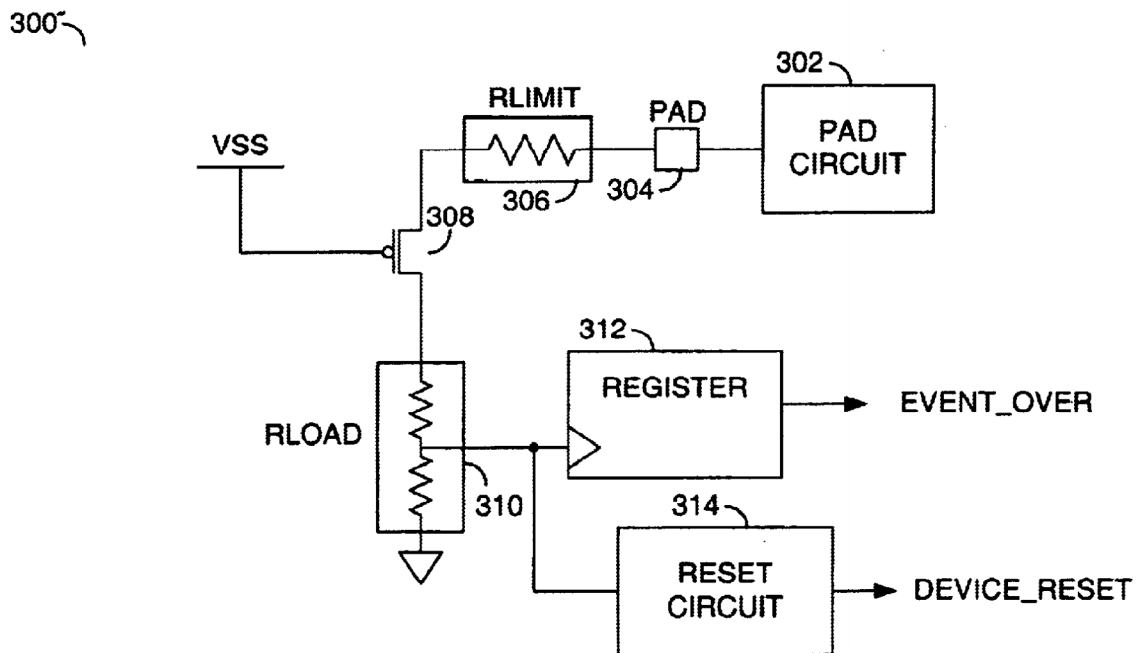 300
302
RLIMIT
PAD
PAD
CIRCUIT
VSS
304
306
308
312
REGISTER
EVENT_OVER
RLOAD
310
314
RESET
CIRCUIT
DEVICE_RESET